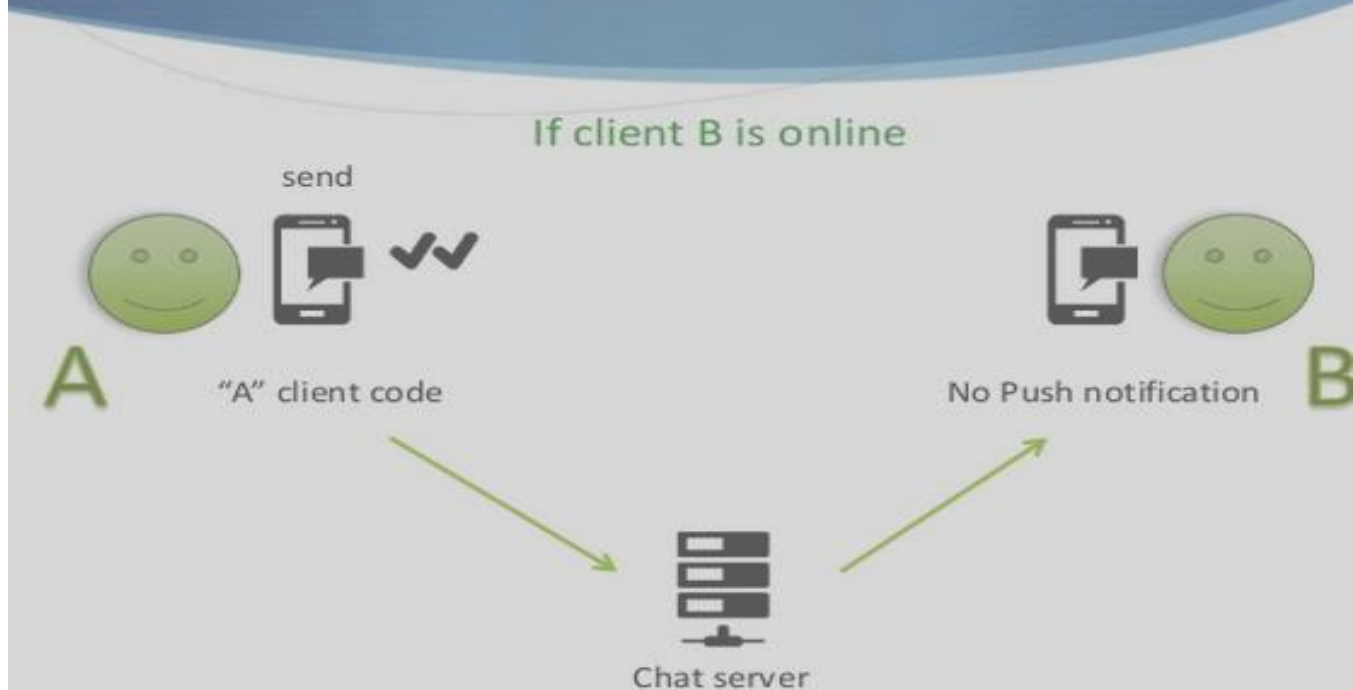 If client B is online
send
A
"A" client code
No Push notification
B
Chat server